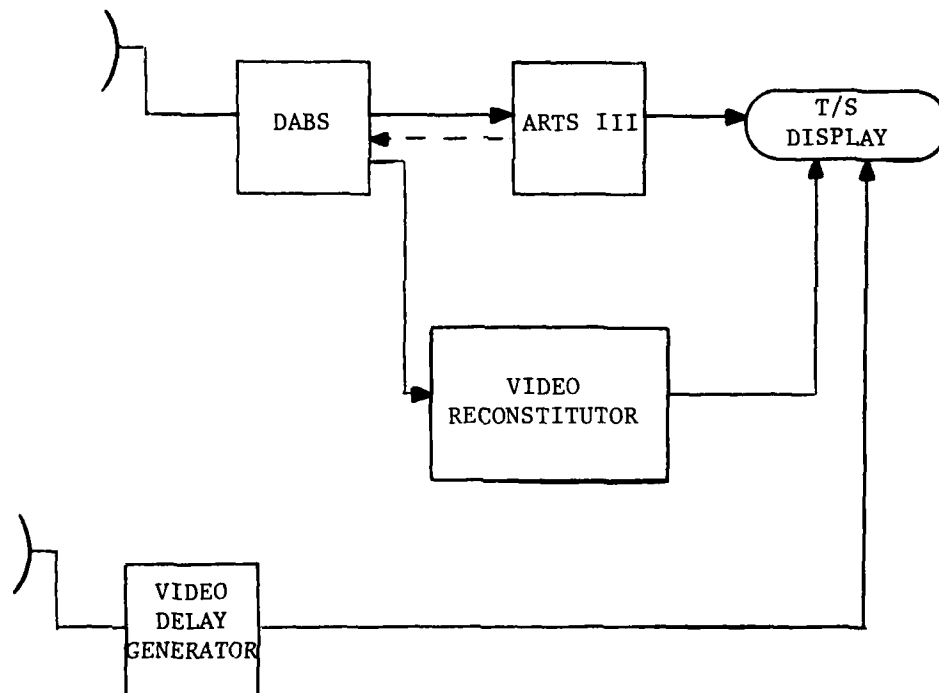 DABS
ARTS III
T/S
DISPLAY
VIDEO
RECONSTITUTOR
VIDEO
DELAY
GENERATOR